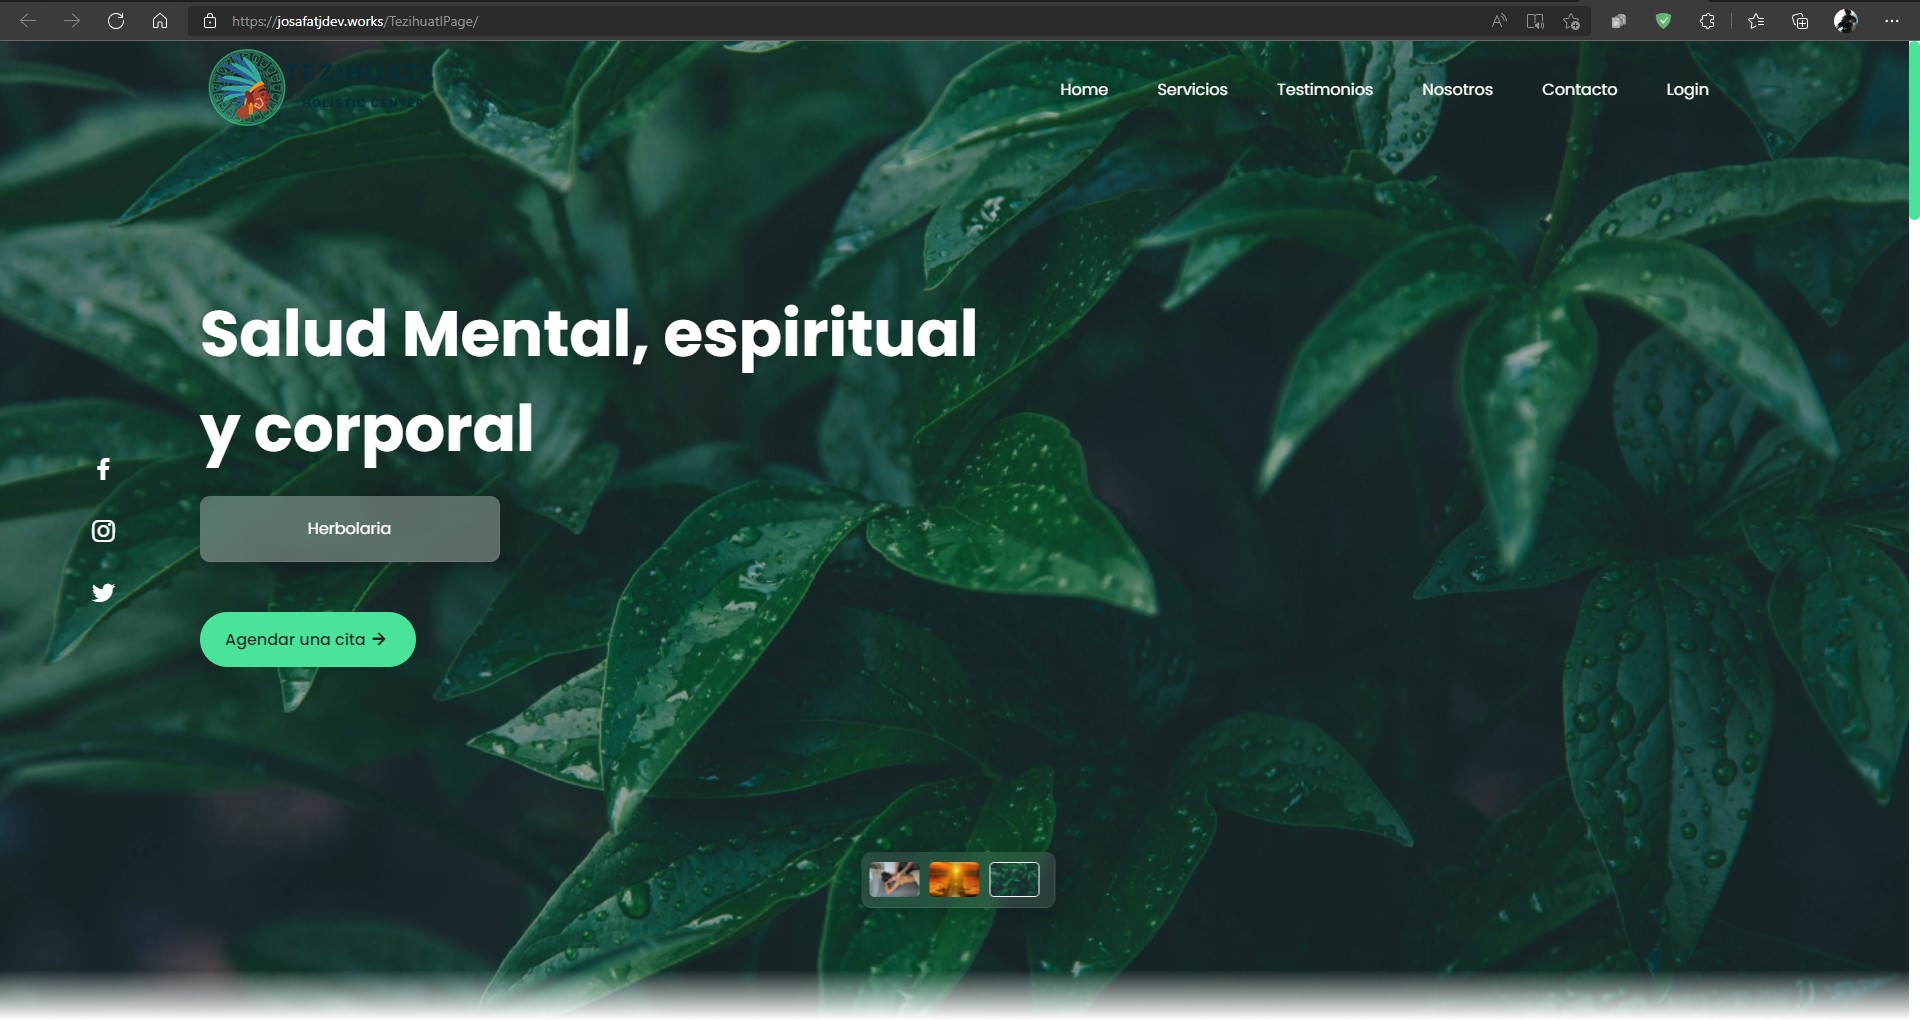 https://josafatjdev.works/TezihuatlPage/
TEZIHUATL
HOLISTIC CENTER
Home
Servicios
Testimonios
Nosotros
Contacto
Login
Salud Mental, espiritual
y corporal
Herbolaria
Agendar una cita →